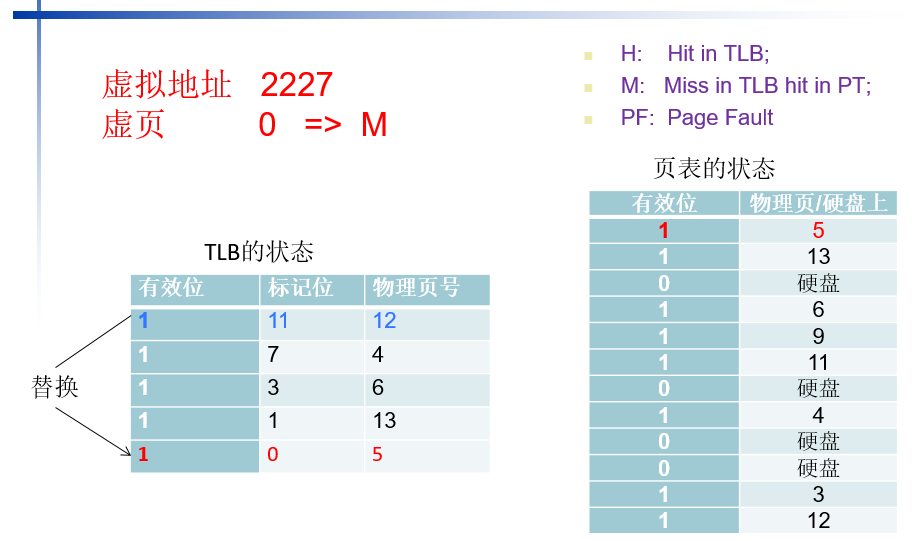 虚拟地址 2227
虚页 0 => M
H: Hit in TLB;
M: Miss in TLB hit in PT;
PF: Page Fault
TLB的状态
有效位 标记位 物理页号
1 11 12
1 7 4
1 3 6
1 1 13
1 0 5
替换
页表的状态
有效位 物理页/硬盘上
1 5
1 13
0 硬盘
1 6
1 9
1 11
0 硬盘
1 4
0 硬盘
0 硬盘
1 3
1 12